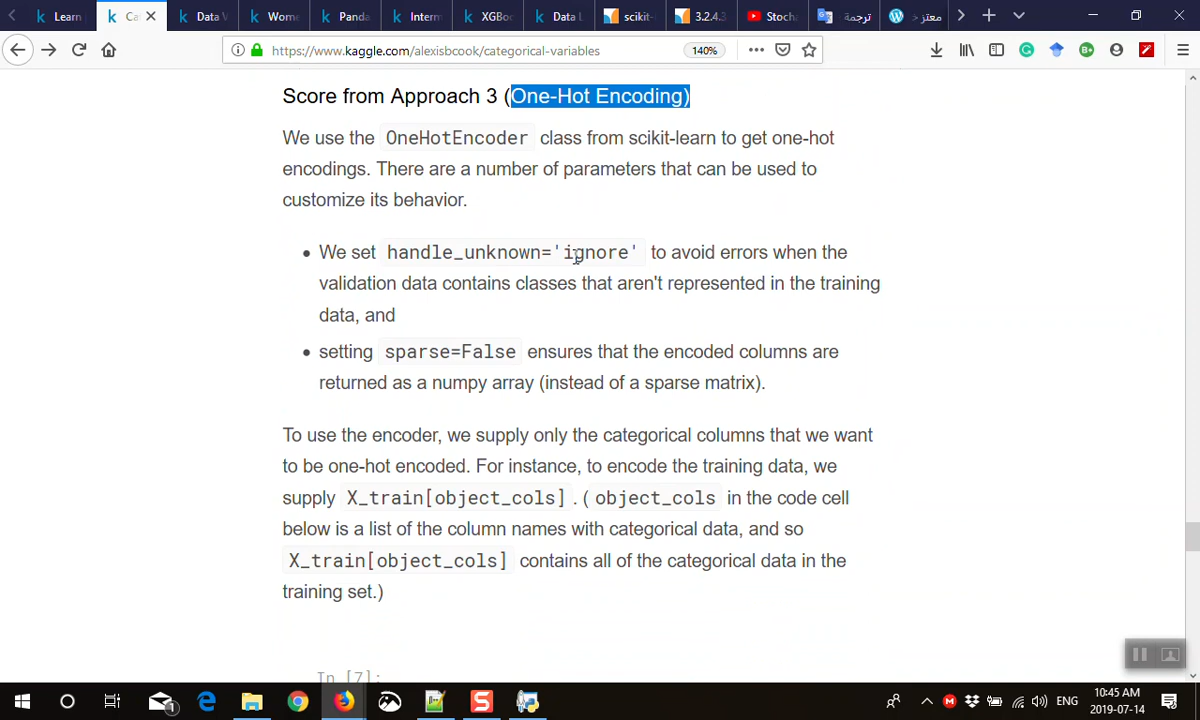 Learn
Ca
Data V
Wome
Panda
Interm
XGBoo
Data L
scikit-
3.2.4.3
Stocha
ترجمة
معتز >
https://www.kaggle.com/alexisbcook/categorical-variables
140%
Score from Approach 3 (One-Hot Encoding)
We use the OneHotEncoder class from scikit-learn to get one-hot
encodings. There are a number of parameters that can be used to
customize its behavior.
We set handle_unknown='ignore' to avoid errors when the
validation data contains classes that aren't represented in the training
data, and
setting sparse=False ensures that the encoded columns are
returned as a numpy array (instead of a sparse matrix).
To use the encoder, we supply only the categorical columns that we want
to be one-hot encoded. For instance, to encode the training data, we
supply X_train[object_cols] . ( object_cols in the code cell
below is a list of the column names with categorical data, and so
X_train[object_cols] contains all of the categorical data in the
training set.)
In [7]:
ENG
10:45 AM
2019-07-14